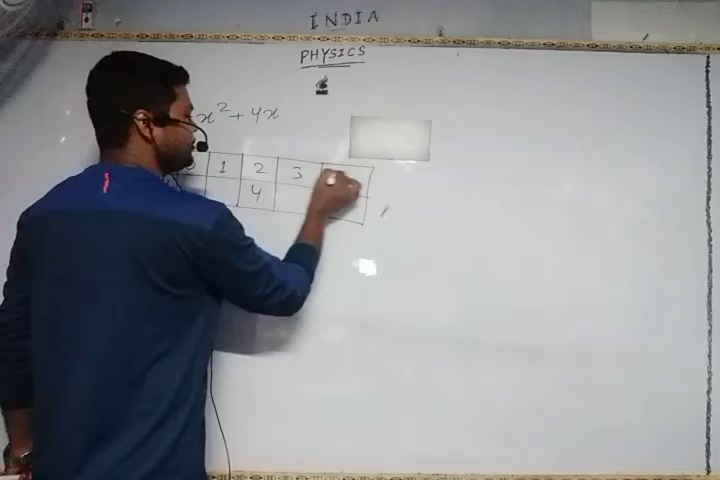 INDIA
PHYSICS
x² + 4x
1 2 3
4